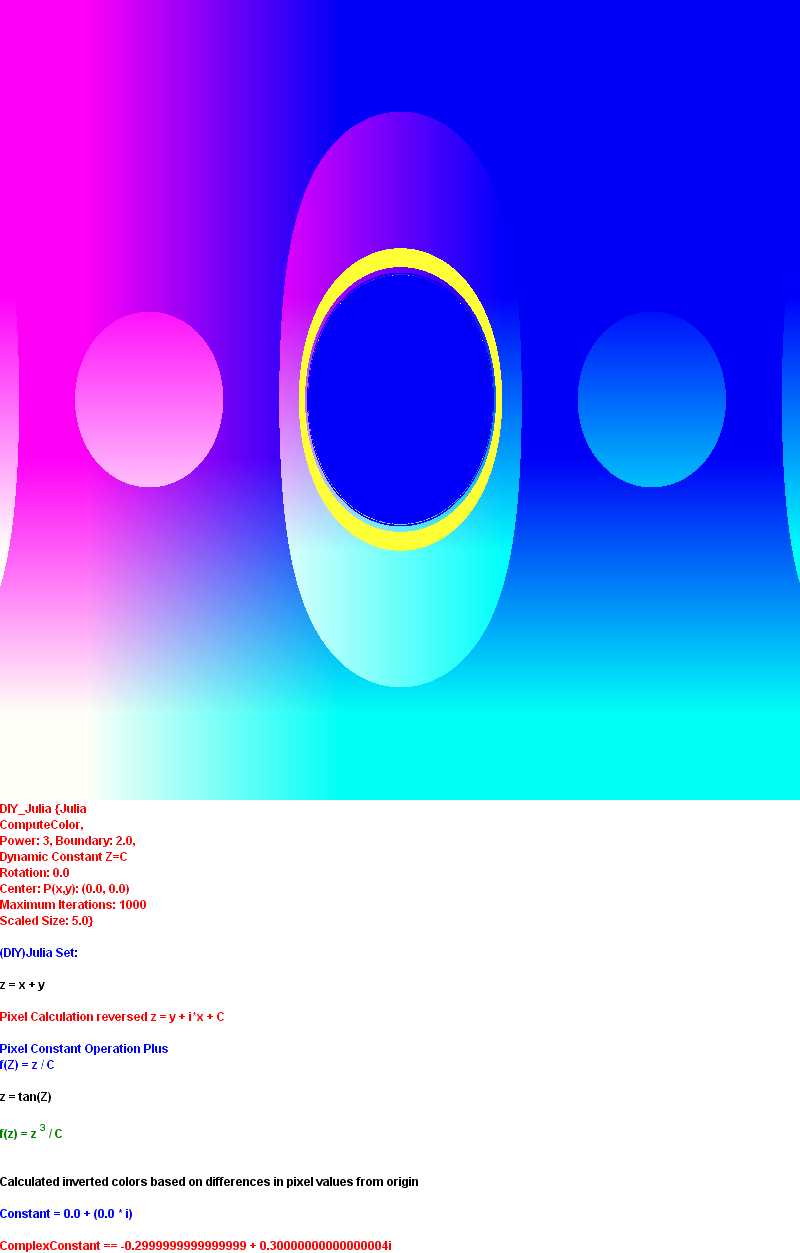 DIY_Julia {Julia
ComputeColor,
Power: 3, Boundary: 2.0,
Dynamic Constant Z=C
Rotation: 0.0
Center: P(x,y): (0.0, 0.0)
Maximum Iterations: 1000
Scaled Size: 5.0}
(DIY)Julia Set:
z = x + y
Pixel Calculation reversed z = y + i*x + C
Pixel Constant Operation Plus
f(Z) = z / C
z = tan(Z)
f(z) = z ³ / C
Calculated inverted colors based on differences in pixel values from origin
Constant = 0.0 + (0.0 * i)
ComplexConstant == -0.2999999999999999 + 0.30000000000000004i